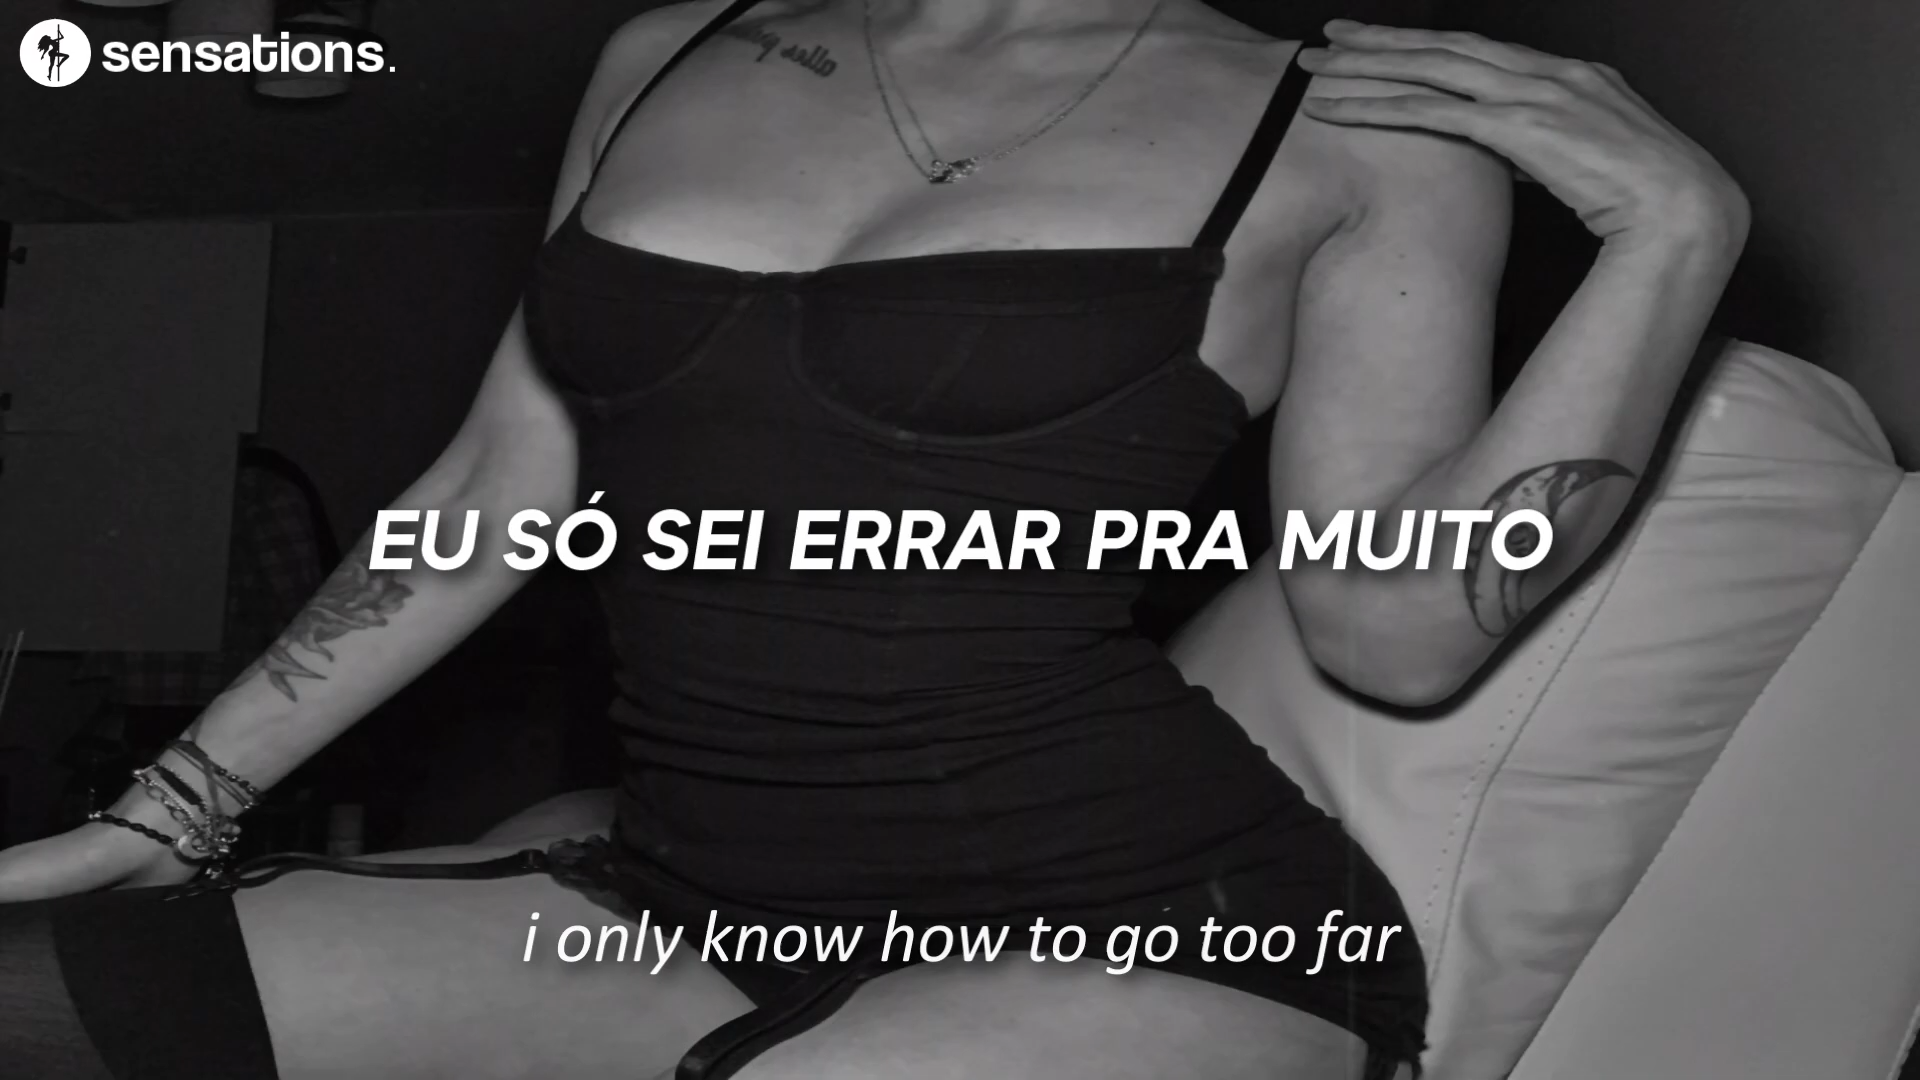 sensations.
EU SÓ SEI ERRAR PRA MUITO
i only know how to go too far